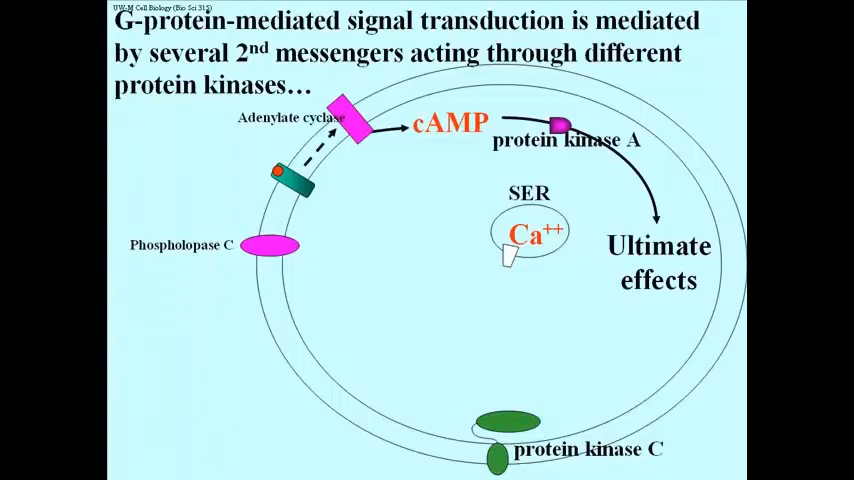 UW-M Cell Biology (Bio Sci 315)
G-protein-mediated signal transduction is mediated
by several 2nd messengers acting through different
protein kinases…
Adenylate cyclase
cAMP
protein kinase A
SER
Ca++
Phospholopase C
Ultimate
effects
protein kinase C